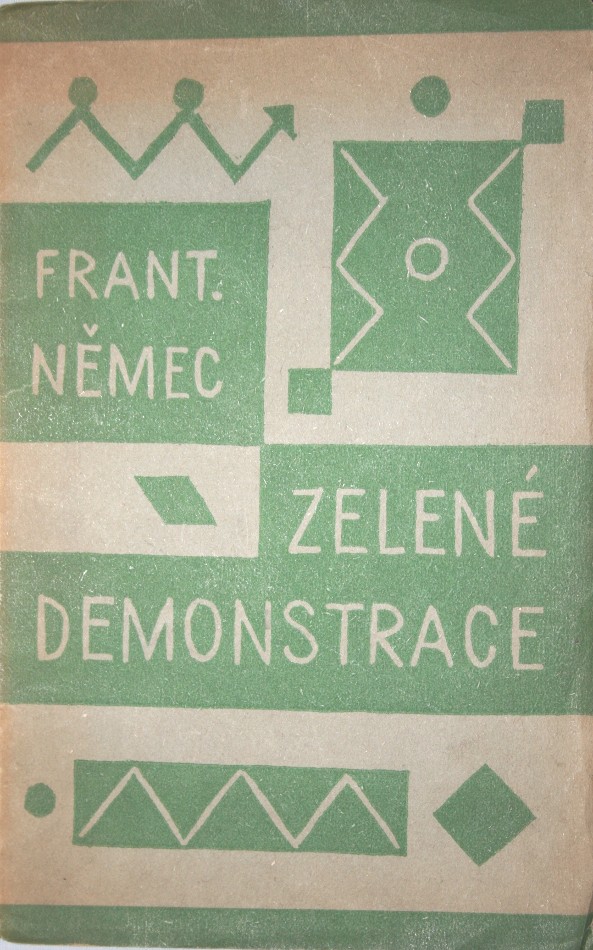 FRANT.
NĚMEC
ZELENÉ
DEMONSTRACE